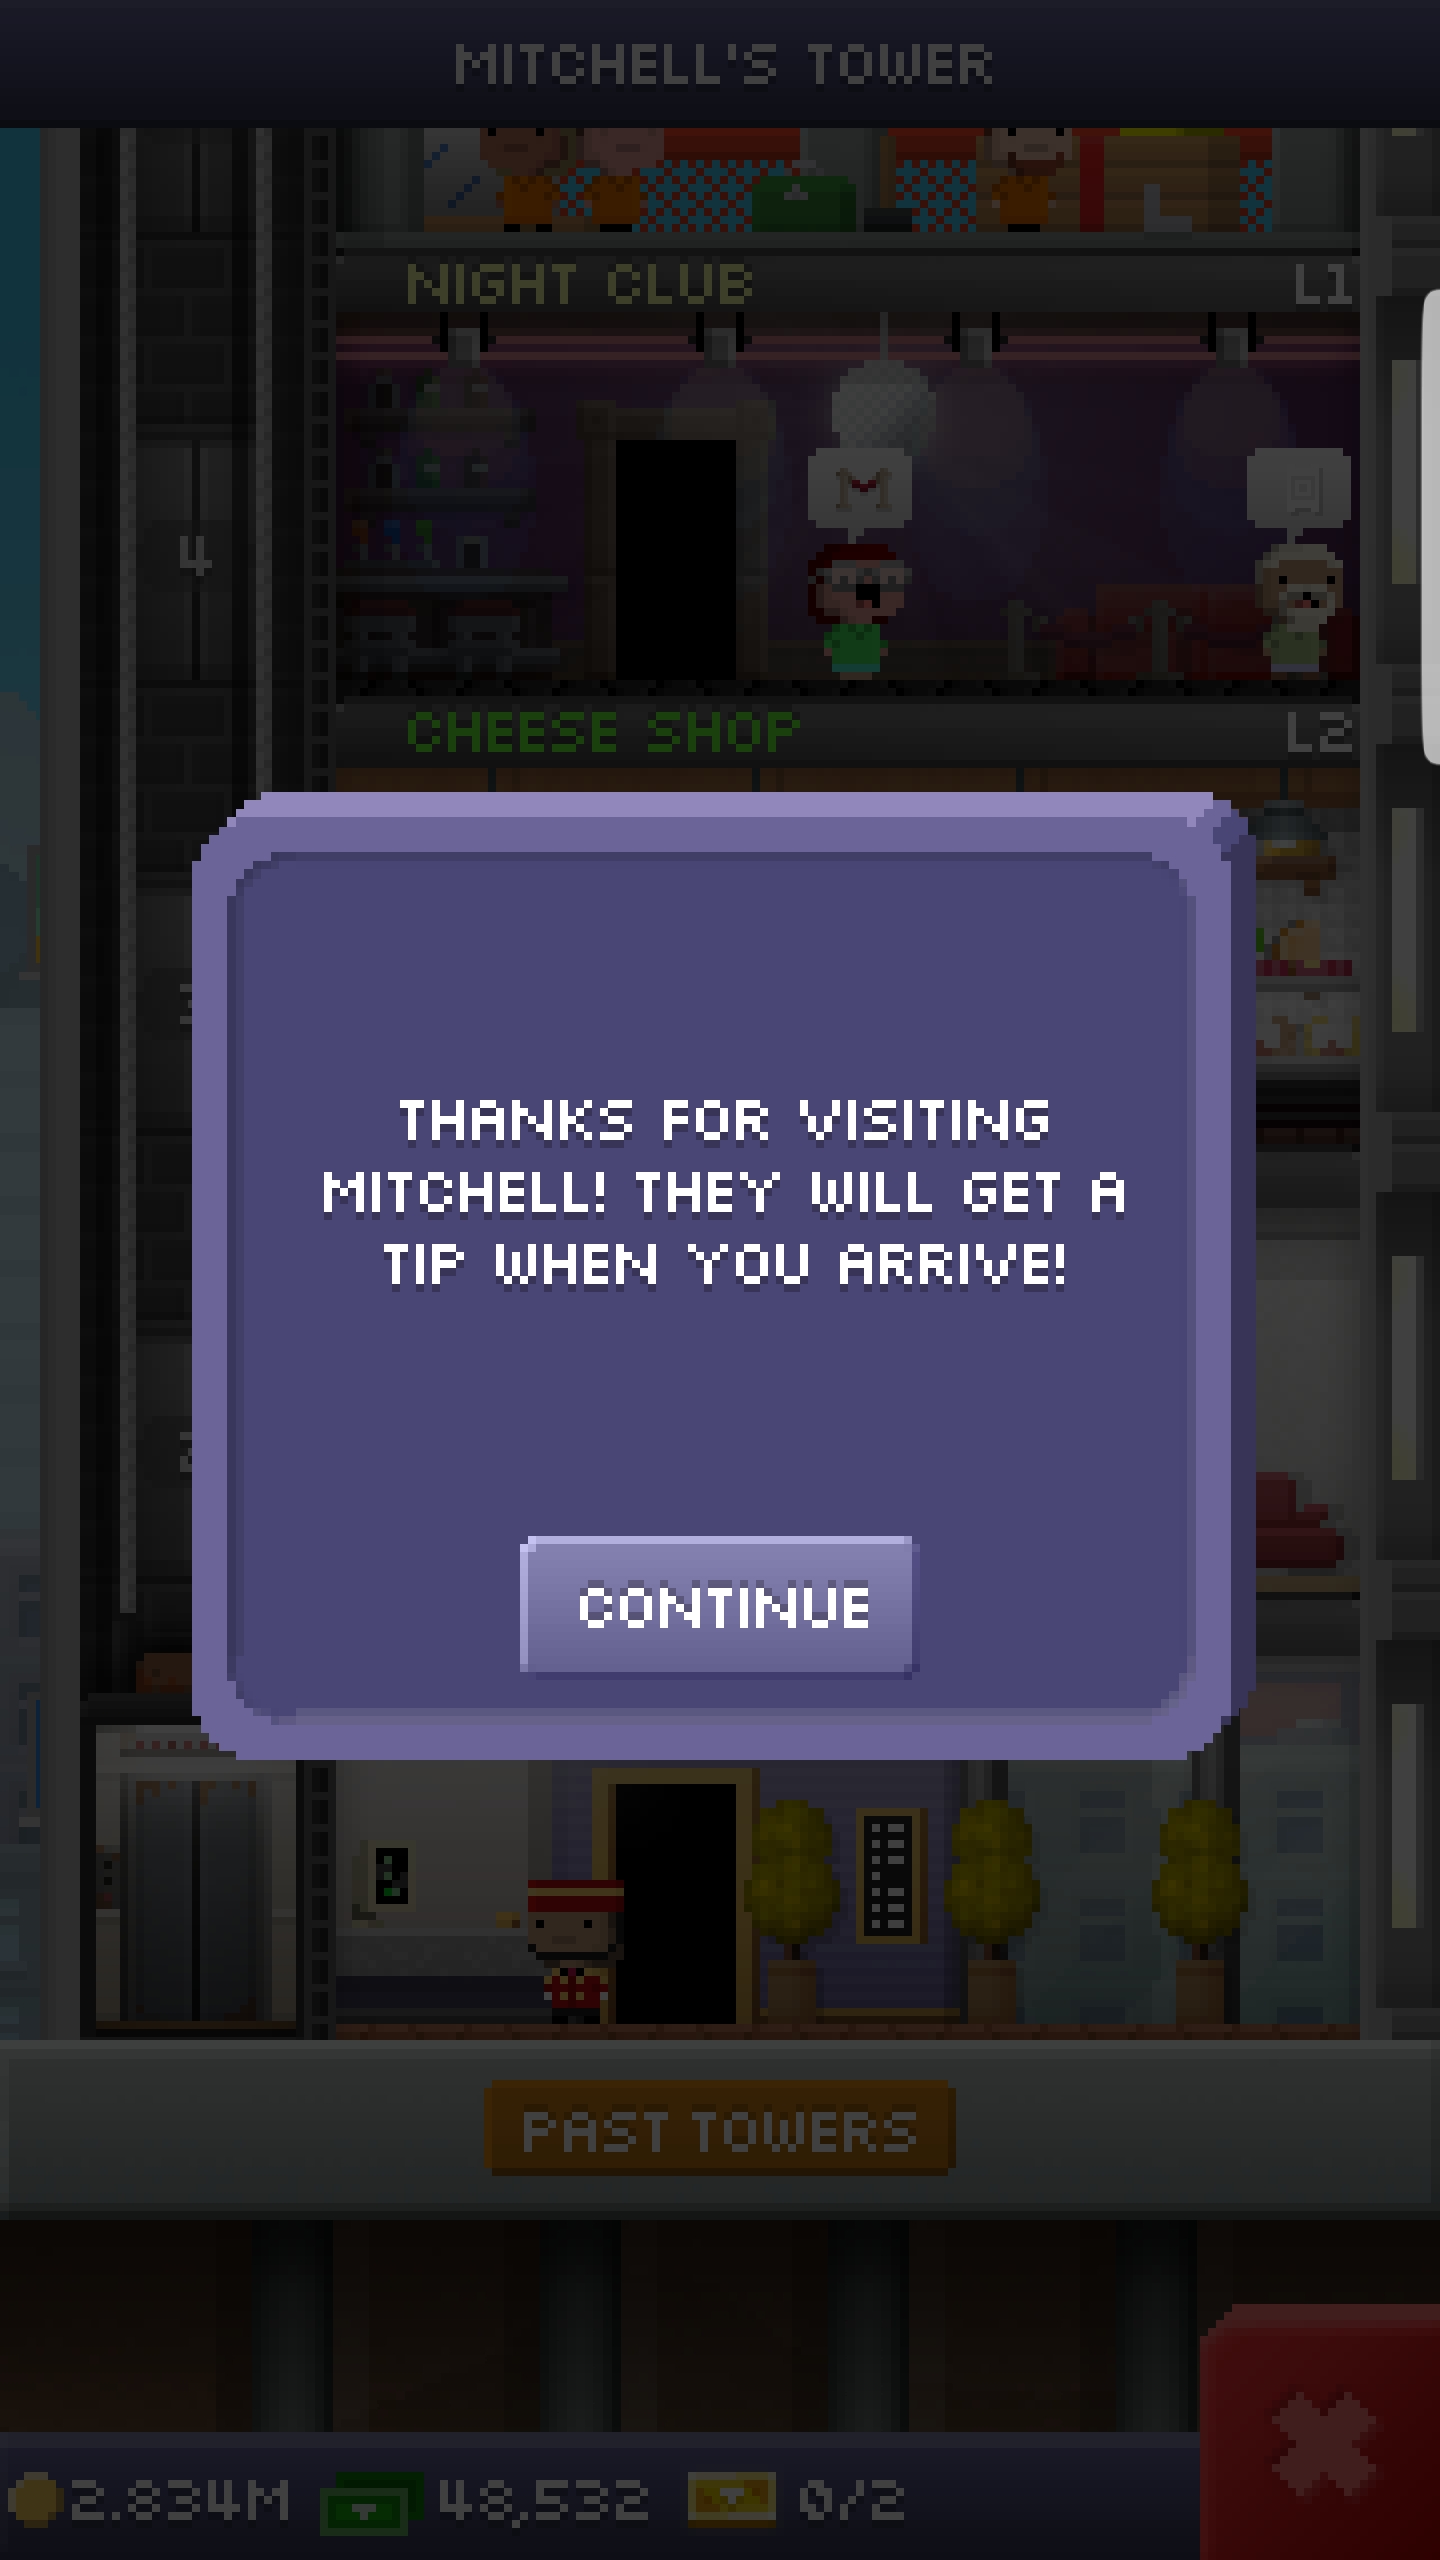 MITCHELL'S TOWER
NIGHT CLUB L1
4
CHEESE SHOP L2
THANKS FOR VISITING
MITCHELL! THEY WILL GET A
TIP WHEN YOU ARRIVE!
CONTINUE
PAST TOWERS
2.834M 48,532 0/2